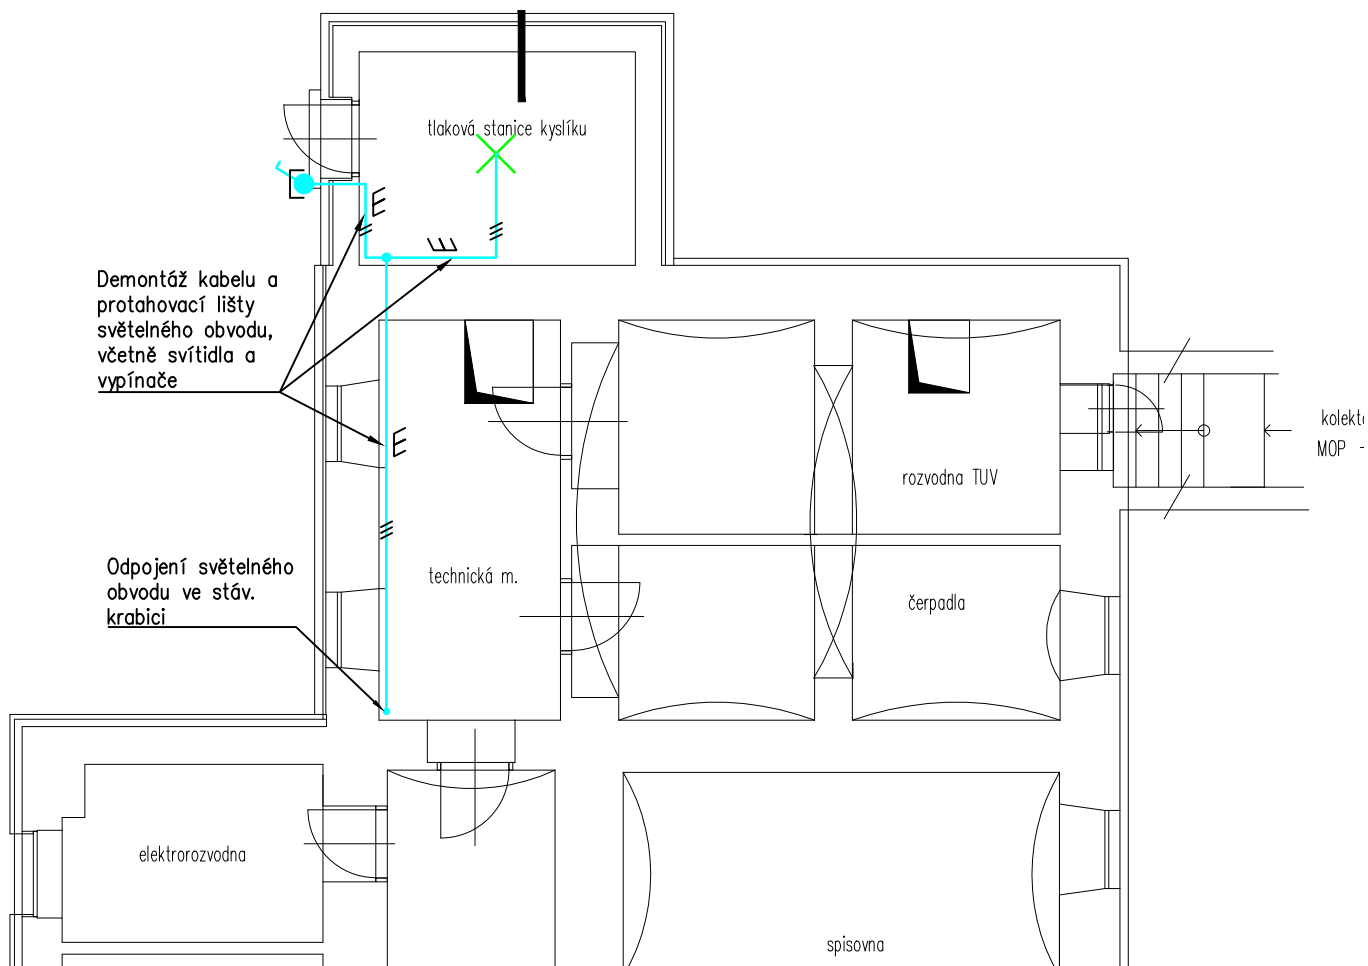 tlaková stanice kyslíku
Demontáž kabelu a
protahovací lišty
světelného obvodu,
včetně svítidla a
vypínače
kolekto
MOP -
rozvodna TUV
Odpojení světelného
obvodu ve stáv.
krabici
technická m.
čerpadla
elektrorozvodna
spisovna